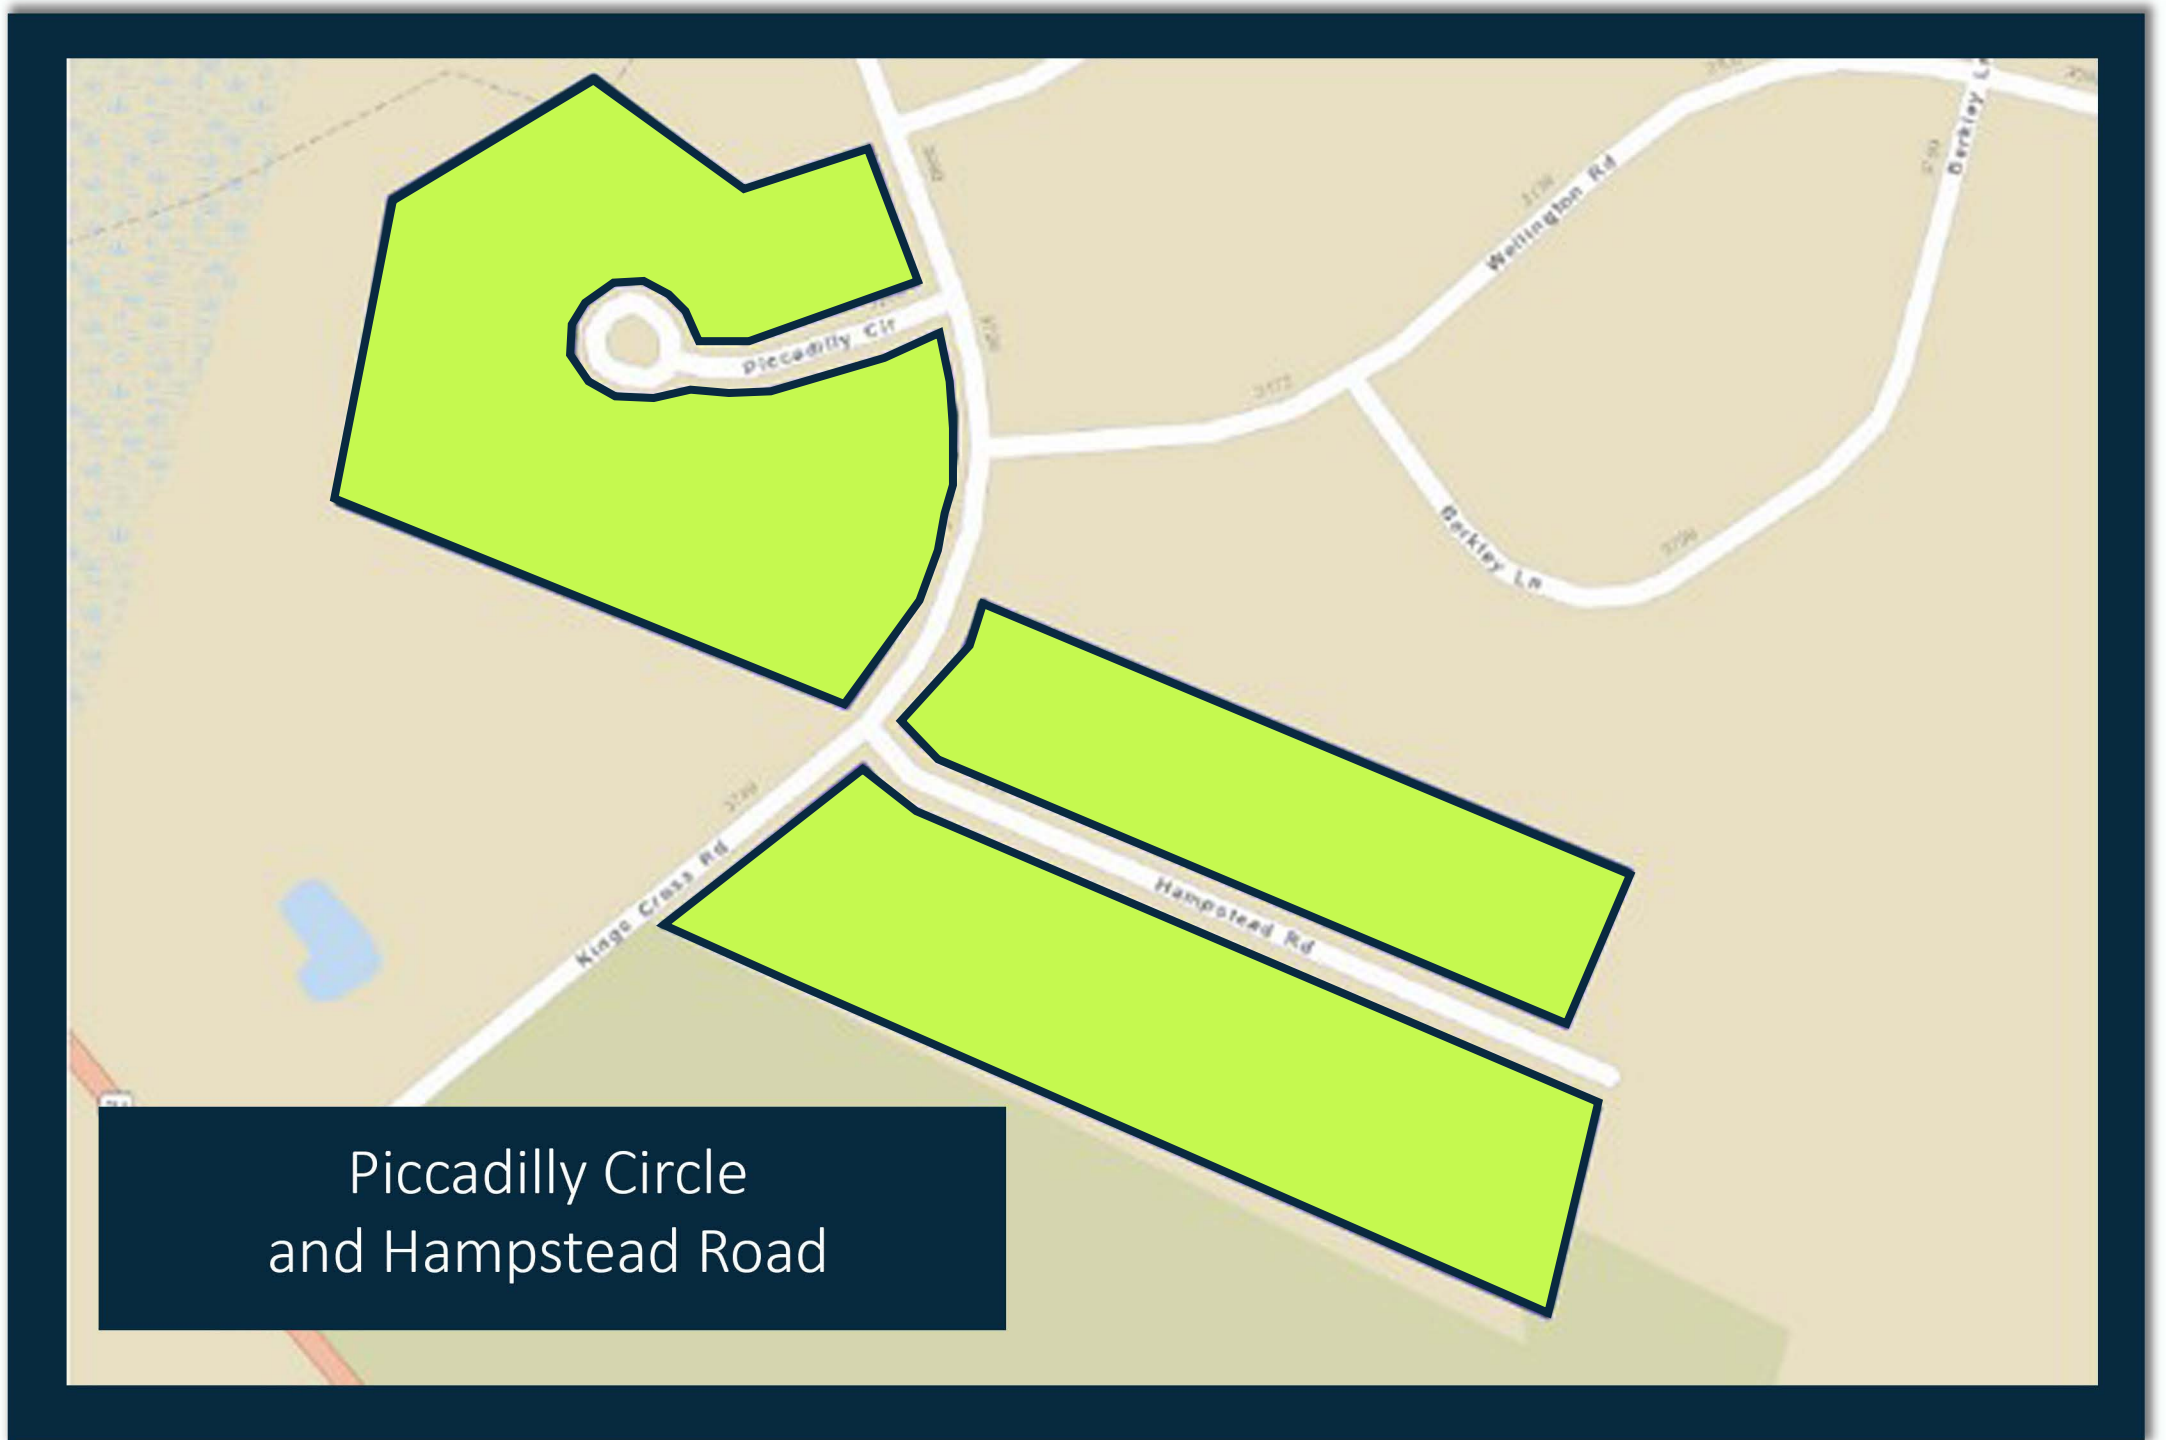 Berkley Ln
Wellington Rd
Piccadilly Cir
Berkley Ln
Kings Cross Rd
Hampstead Rd
Piccadilly Circle
and Hampstead Road